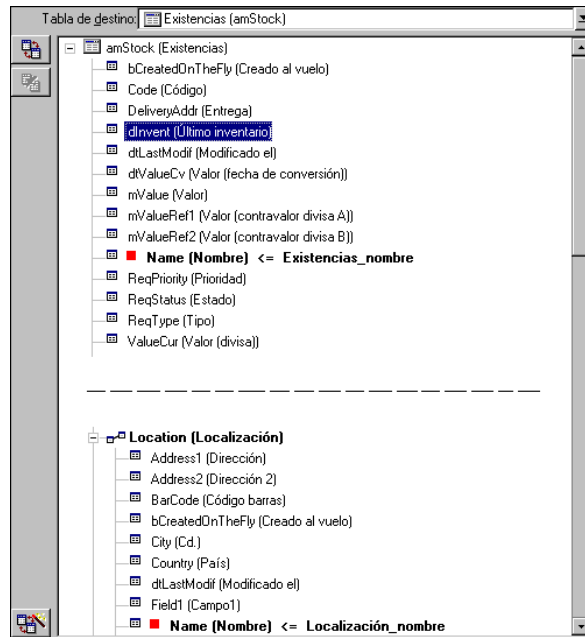 Tabla de destino: Existencias (amStock)
amStock (Existencias)
bCreatedOnTheFly (Creado al vuelo)
Code (Código)
DeliveryAddr (Entrega)
dInvent (Último inventario)
dtLastModif (Modificado el)
dtValueCv (Valor (fecha de conversión))
mValue (Valor)
mValueRef1 (Valor (contravalor divisa A))
mValueRef2 (Valor (contravalor divisa B))
Name (Nombre) <= Existencias_nombre
ReqPriority (Prioridad)
ReqStatus (Estado)
ReqType (Tipo)
ValueCur (Valor (divisa))
Location (Localización)
Address1 (Dirección)
Address2 (Dirección 2)
BarCode (Código barras)
bCreatedOnTheFly (Creado al vuelo)
City (Cd.)
Country (País)
dtLastModif (Modificado el)
Field1 (Campo1)
Name (Nombre) <= Localización_nombre